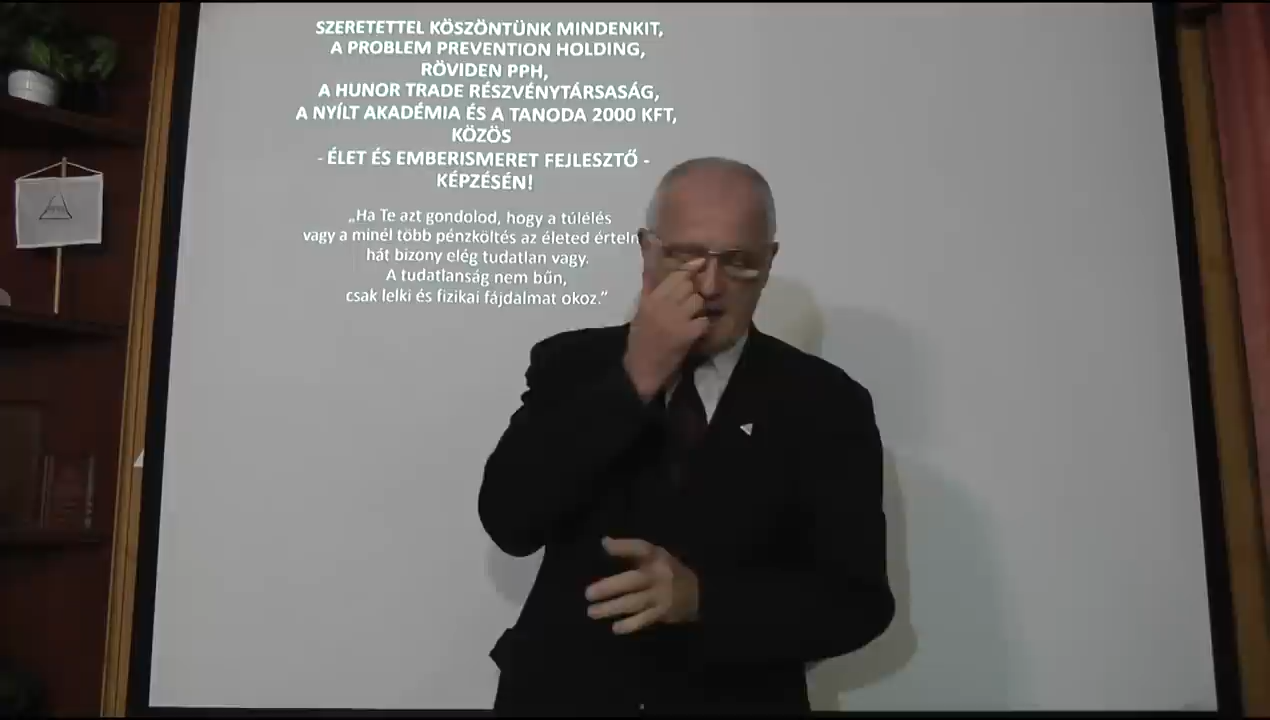 SZERETETTEL KÖSZÖNTÜNK MINDENKIT,
A PROBLEM PREVENTION HOLDING,
RÖVIDEN PPH,
A HUNOR TRADE RÉSZVÉNYTÁRSASÁG,
A NYÍLT AKADÉMIA ÉS A TANODA 2000 KFT,
KÖZÖS
- ÉLET ÉS EMBERISMERET FEJLESZTŐ -
KÉPZÉSÉN!
„Ha Te azt gondolod, hogy a túlélés
vagy a minél több pénzköltés az életed
hát bizony elég tudatlan vagy.
A tudatlanság nem bűn,
csak lelki és fizikai fájdalmat okoz.”